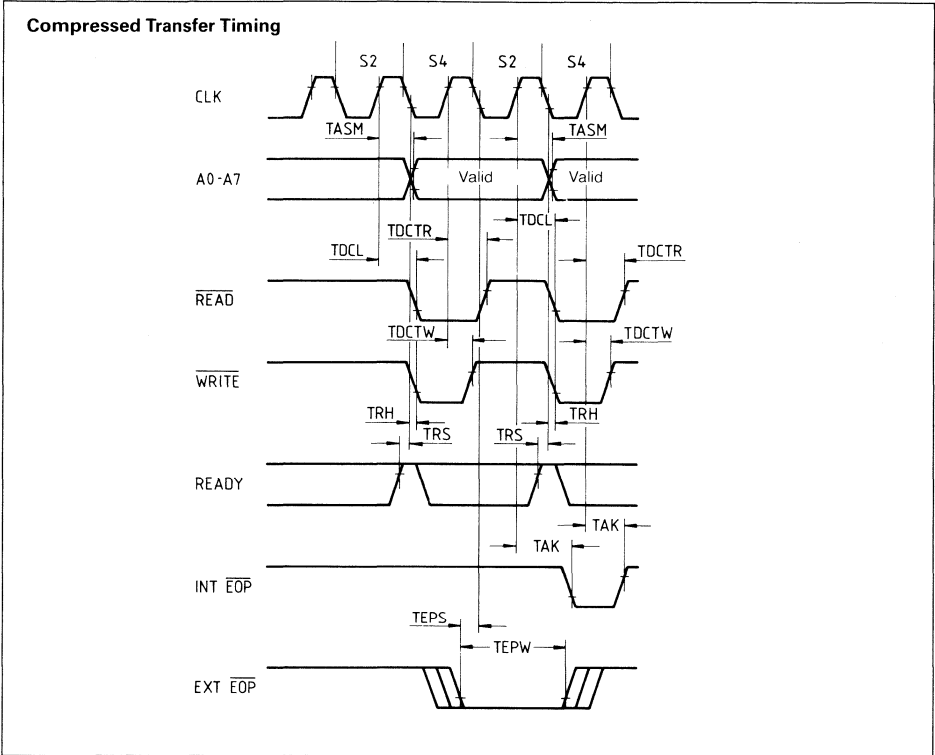 Compressed Transfer Timing
S2 S4 S2 S4
CLK
TASM TASM
A0-A7 Valid Valid
TDCL
TDCTR
TDCL TDCTR
READ
TDCTW TDCTW
WRITE
TRH TRH
TRS TRS
READY
TAK
TAK
INT EOP
TEPS
TEPW
EXT EOP